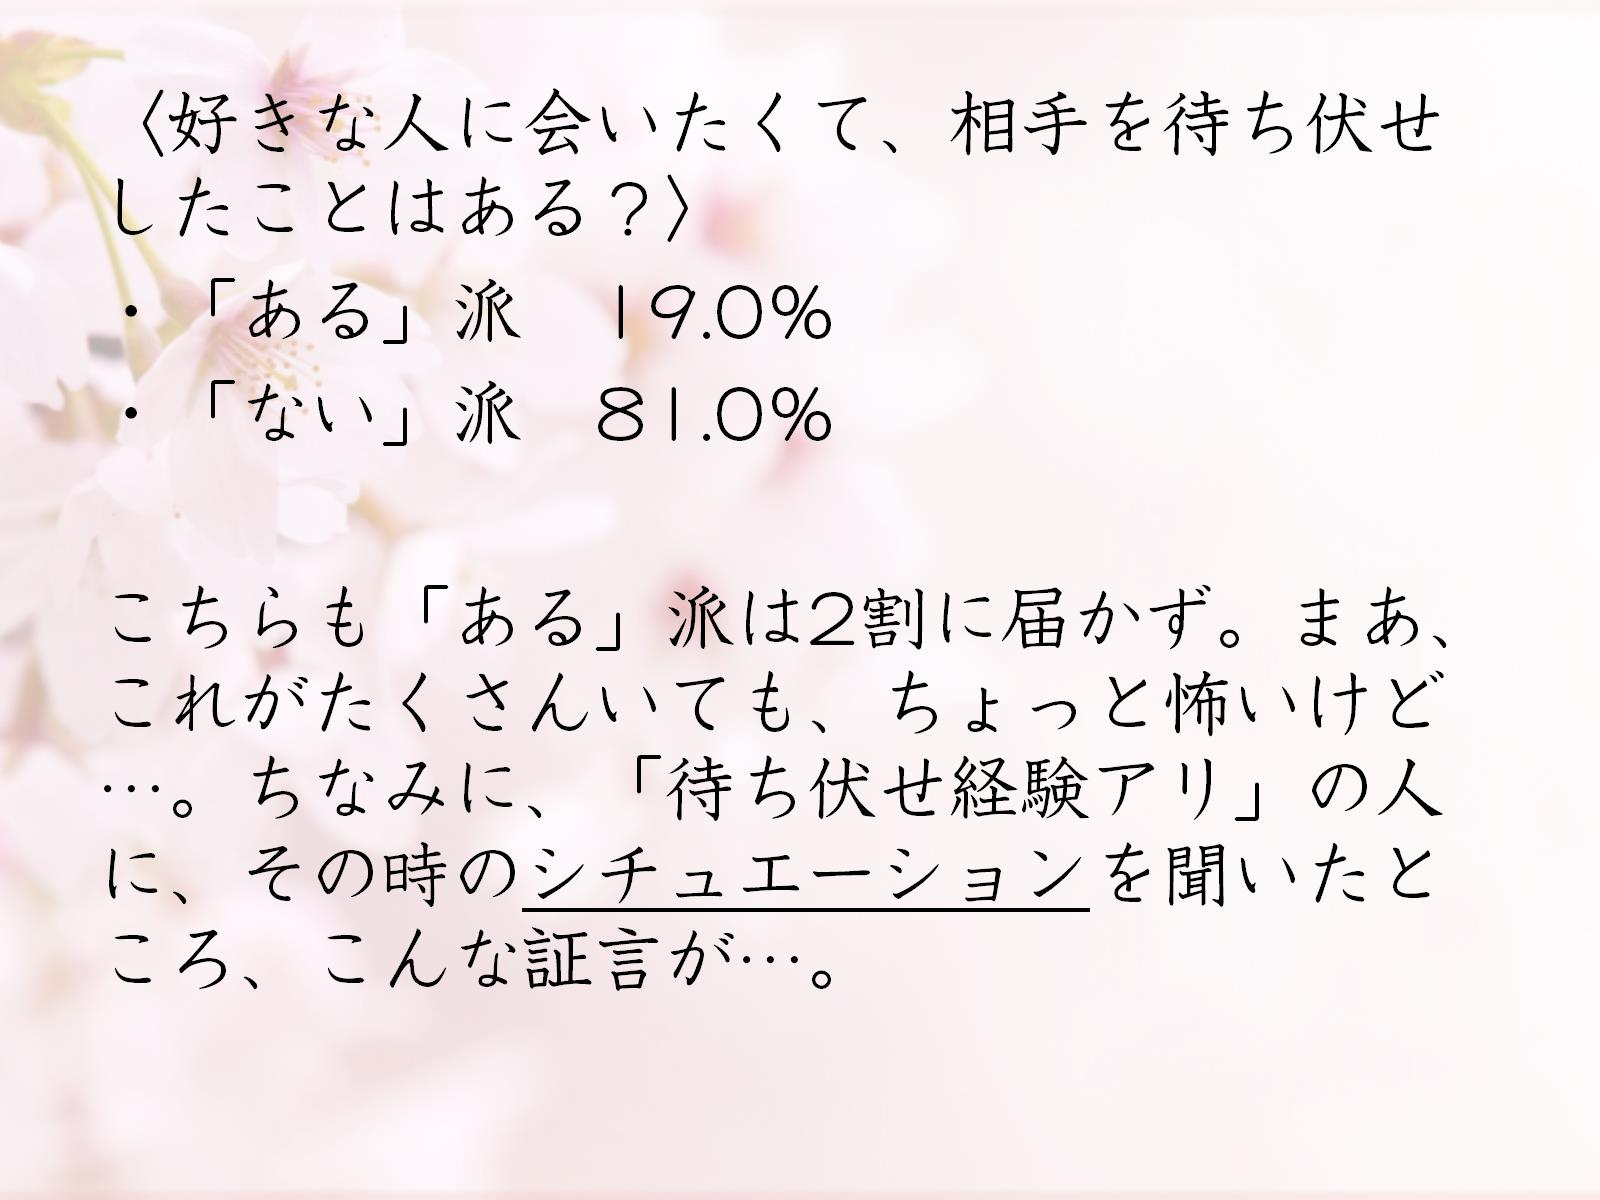 〈好きな人に会いたくて、相手を待ち伏せ
したことはある？〉
・「ある」派　19.0%
・「ない」派　81.0%
こちらも「ある」派は2割に届かず。まあ、
これがたくさんいても、ちょっと怖いけど
…。ちなみに、「待ち伏せ経験アリ」の人
に、その時のシチュエーションを聞いたと
ころ、こんな証言が…。